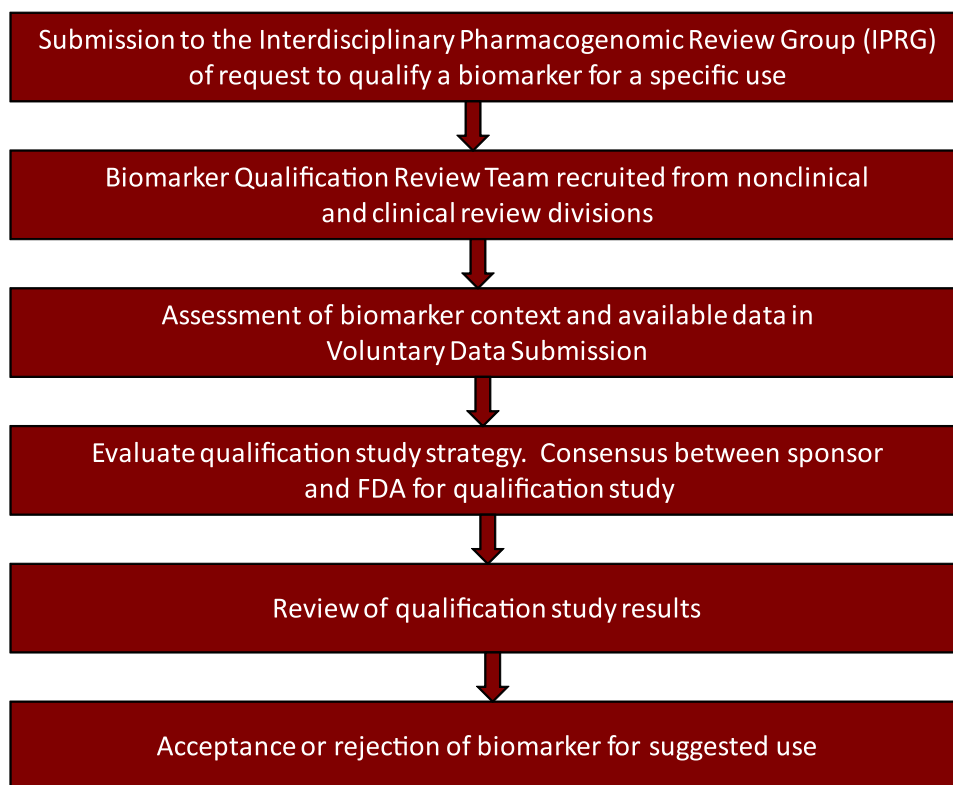 Submission to the Interdisciplinary Pharmacogenomic Review Group (IPRG)
of request to qualify a biomarker for a specific use
Biomarker Qualification Review Team recruited from nonclinical
and clinical review divisions
Assessment of biomarker context and available data in
Voluntary Data Submission
Evaluate qualification study strategy.  Consensus between sponsor
and FDA for qualification study
Review of qualification study results
Acceptance or rejection of biomarker for suggested use